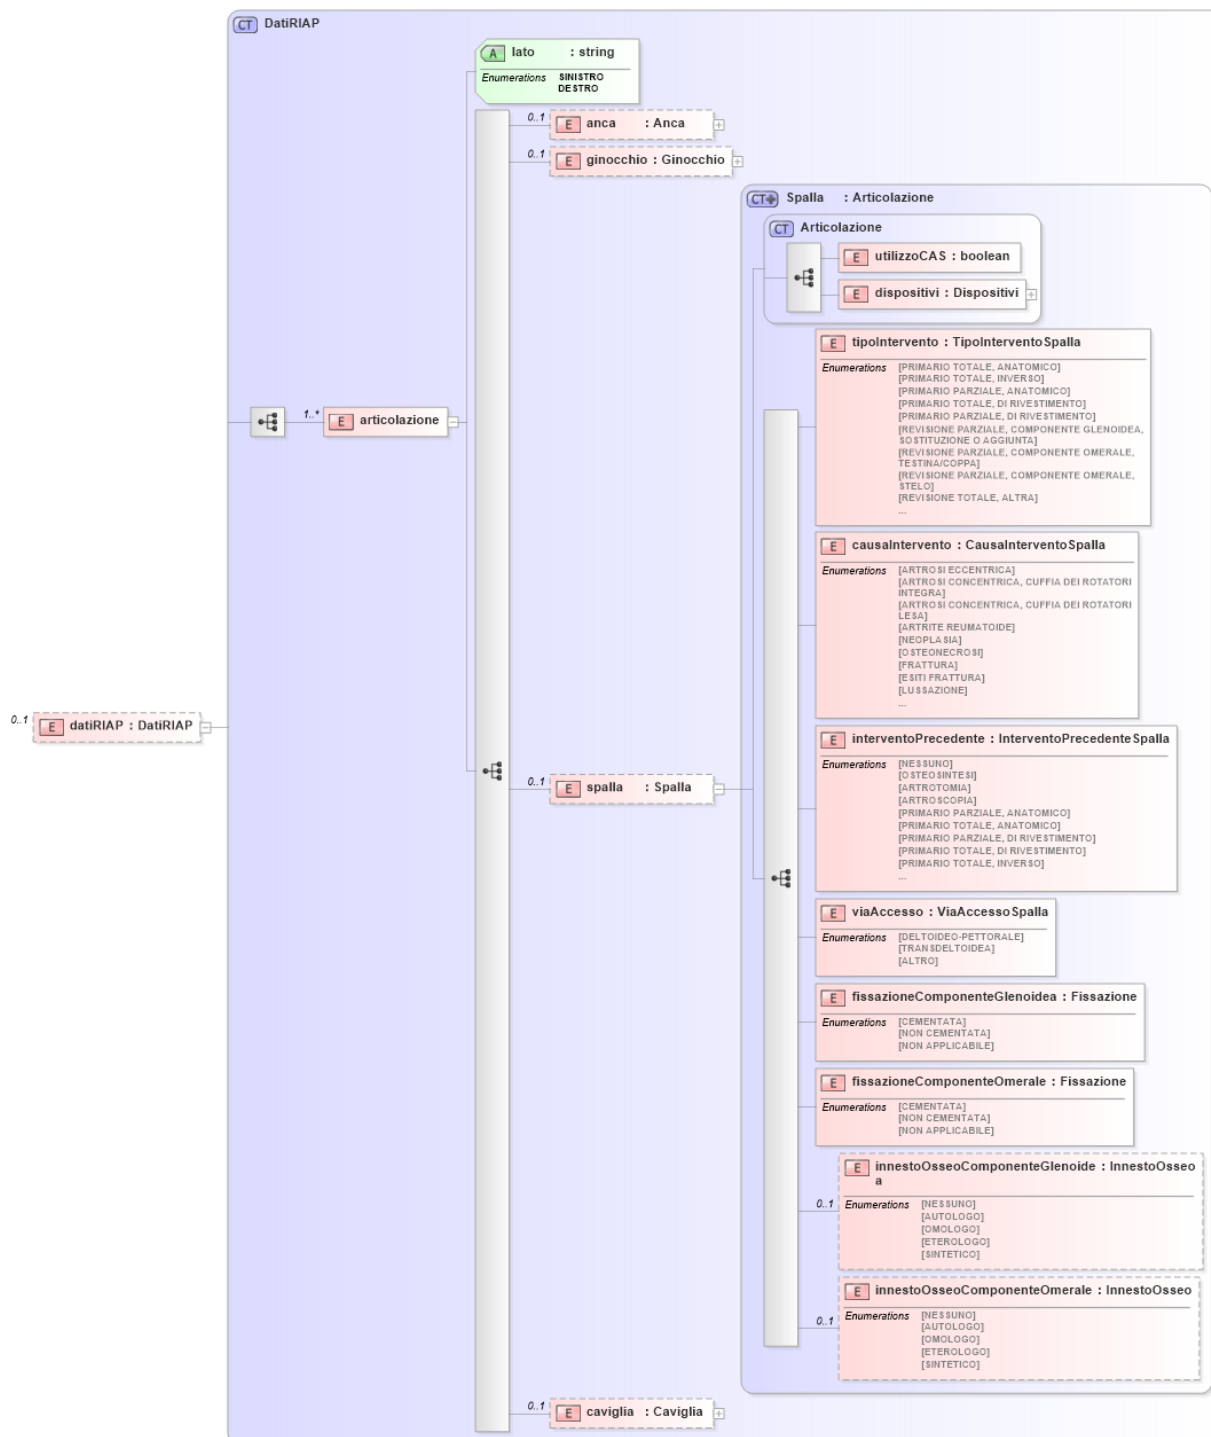 CT DatiRIAP
A lato : string
Enumerations SINISTRO
DESTRO
0..1 E anca : Anca
0..1 E ginocchio : Ginocchio
CT Spalla : Articolazione
CT Articolazione
E utilizzoCAS : boolean
E dispositivi : Dispositivi
E tipoIntervento : TipoInterventoSpalla
Enumerations [PRIMARIO TOTALE, ANATOMICO]
[PRIMARIO TOTALE, INVERSO]
[PRIMARIO PARZIALE, ANATOMICO]
[PRIMARIO TOTALE, DI RIVESTIMENTO]
[PRIMARIO PARZIALE, DI RIVESTIMENTO]
[REVISIONE PARZIALE, COMPONENTE GLENOIDEA,
SOSTITUZIONE O AGGIUNTA]
[REVISIONE PARZIALE, COMPONENTE OMERALE,
TESTINA/COPPA]
[REVISIONE PARZIALE, COMPONENTE OMERALE,
STELO]
[REVISIONE TOTALE, ALTRA]
...
1..* E articolazione
E causaIntervento : CausaInterventoSpalla
Enumerations [ARTROSI ECCENTRICA]
[ARTROSI CONCENTRICA, CUFFIA DEI ROTATORI
INTEGRA]
[ARTROSI CONCENTRICA, CUFFIA DEI ROTATORI
LESA]
[ARTRITE REUMATOIDE]
[NEOPLASIA]
[OSTEONECROSI]
[FRATTURA]
[ESITI FRATTURA]
[LUSSAZIONE]
...
0..1 E datiRIAP : DatiRIAP
E interventoPrecedente : InterventoPrecedenteSpalla
Enumerations [NESSUNO]
[OSTEOSINTESI]
[ARTROTOMIA]
[ARTROSCOPIA]
[PRIMARIO PARZIALE, ANATOMICO]
[PRIMARIO TOTALE, ANATOMICO]
[PRIMARIO PARZIALE, DI RIVESTIMENTO]
[PRIMARIO TOTALE, DI RIVESTIMENTO]
[PRIMARIO TOTALE, INVERSO]
...
0..1 E spalla : Spalla
E viaAccesso : ViaAccessoSpalla
Enumerations [DELTOIDEO-PETTORALE]
[TRANSDELTOIDEA]
[ALTRO]
E fissazioneComponenteGlenoidea : Fissazione
Enumerations [CEMENTATA]
[NON CEMENTATA]
[NON APPLICABILE]
E fissazioneComponenteOmerale : Fissazione
Enumerations [CEMENTATA]
[NON CEMENTATA]
[NON APPLICABILE]
E innestoOsseoComponenteGlenoide : InnestoOsseo
a
0..1 Enumerations [NESSUNO]
[AUTOLOGO]
[OMOLOGO]
[ETEROLOGO]
[SINTETICO]
E innestoOsseoComponenteOmerale : InnestoOsseo
0..1 Enumerations [NESSUNO]
[AUTOLOGO]
[OMOLOGO]
[ETEROLOGO]
[SINTETICO]
0..1 E caviglia : Caviglia